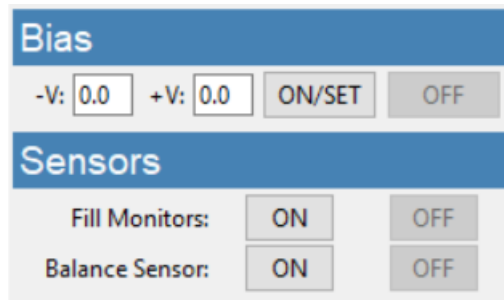 Bias
-V: 0.0 +V: 0.0 ON/SET OFF
Sensors
Fill Monitors: ON OFF
Balance Sensor: ON OFF